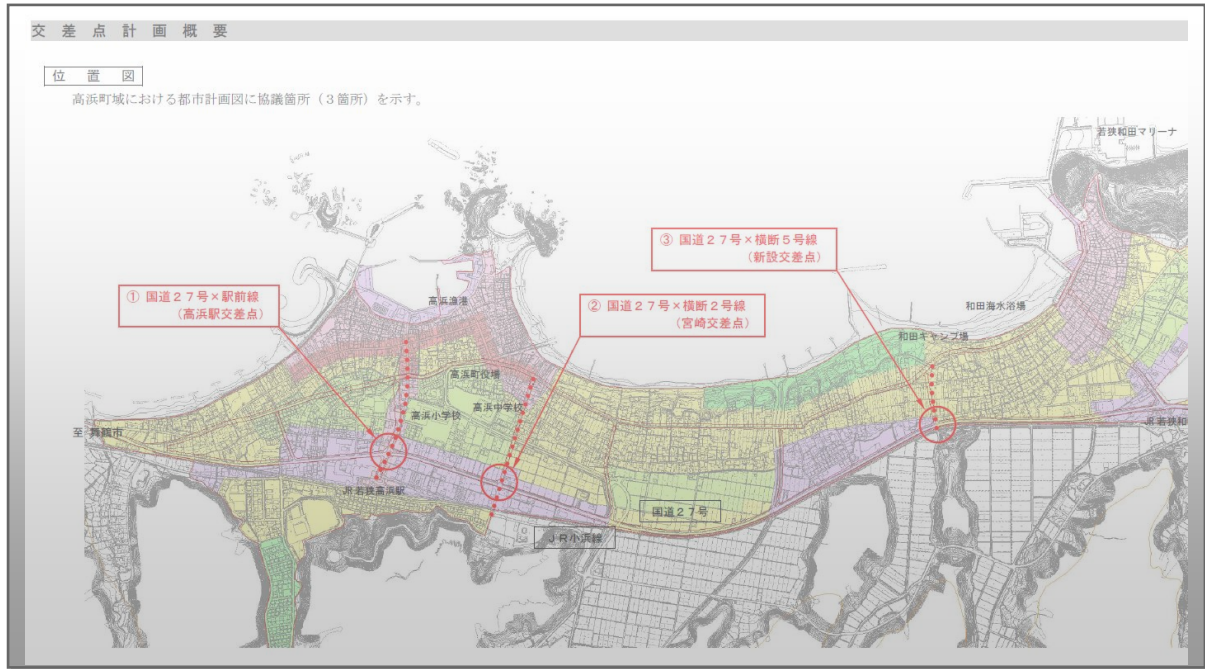 交差点計画概要
位置図
高浜町域における都市計画図に協議箇所（3箇所）を示す。
若狭和田マリーナ
③ 国道27号×横断5号線
（新設交差点）
① 国道27号×駅前線
（高浜駅交差点）
高浜漁港
② 国道27号×横断2号線
（宮崎交差点）
和田海水浴場
和田キャンプ場
高浜町役場
高浜小学校
高浜中学校
至 舞鶴市
JR若狭和
JR若狭高浜駅
国道27号
JR小浜線